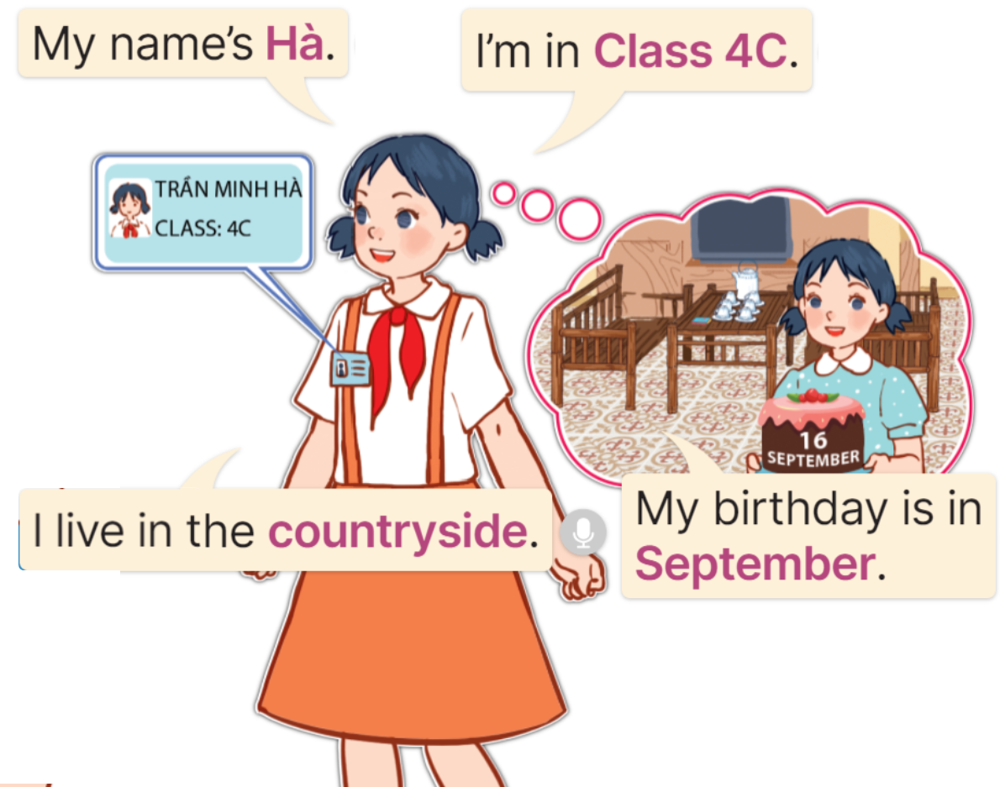 My name's Hà.
I'm in Class 4C.
TRẦN MINH HÀ
CLASS: 4C
16
SEPTEMBER
I live in the countryside.
My birthday is in
September.